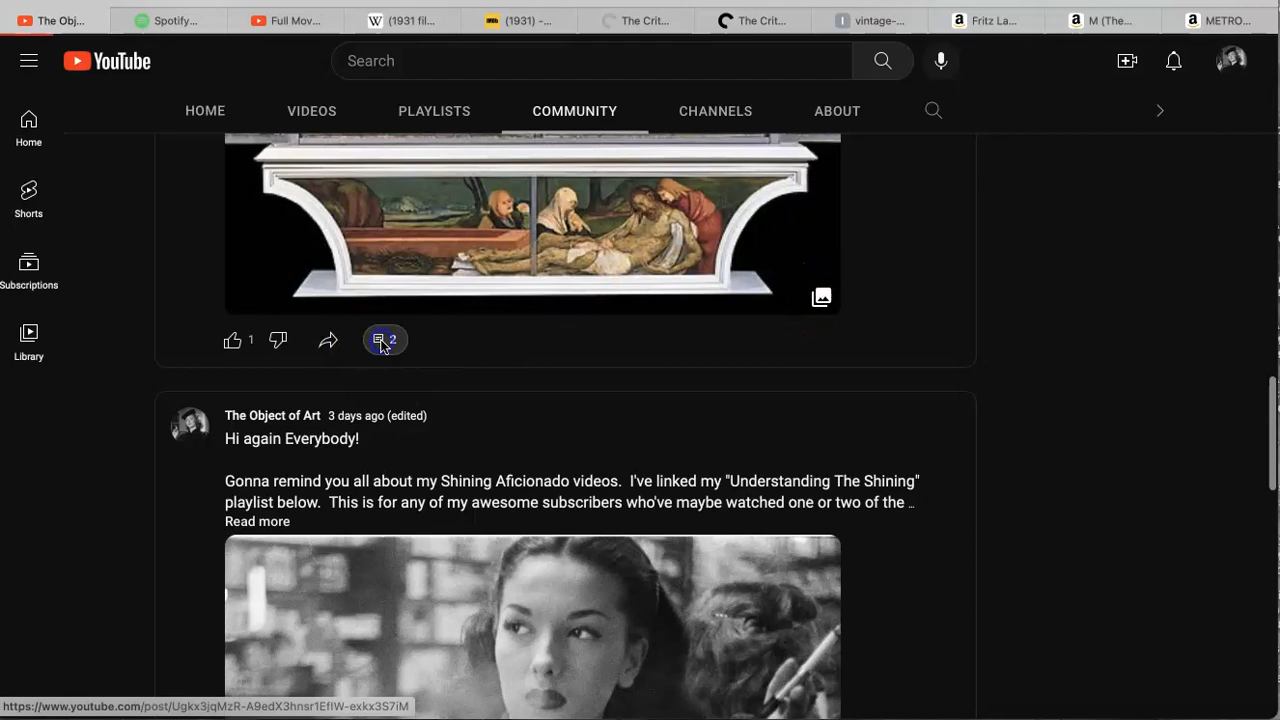 The Obj...
Spotify...
Full Mov...
W (1931 fil...
IMDb (1931) -...
The Crit...
The Crit...
I vintage-...
a Fritz La...
a M (The...
a METRO...
YouTube
Search
HOME
VIDEOS
PLAYLISTS
COMMUNITY
CHANNELS
ABOUT
Home
Shorts
Subscriptions
Library
1
2
The Object of Art 3 days ago (edited)
Hi again Everybody!
Gonna remind you all about my Shining Aficionado videos. I've linked my "Understanding The Shining"
playlist below. This is for any of my awesome subscribers who've maybe watched one or two of the ...
Read more
https://www.youtube.com/post/Ugkx3jqMzR-A9edX3hnsr1EflW-exkx3S7iM